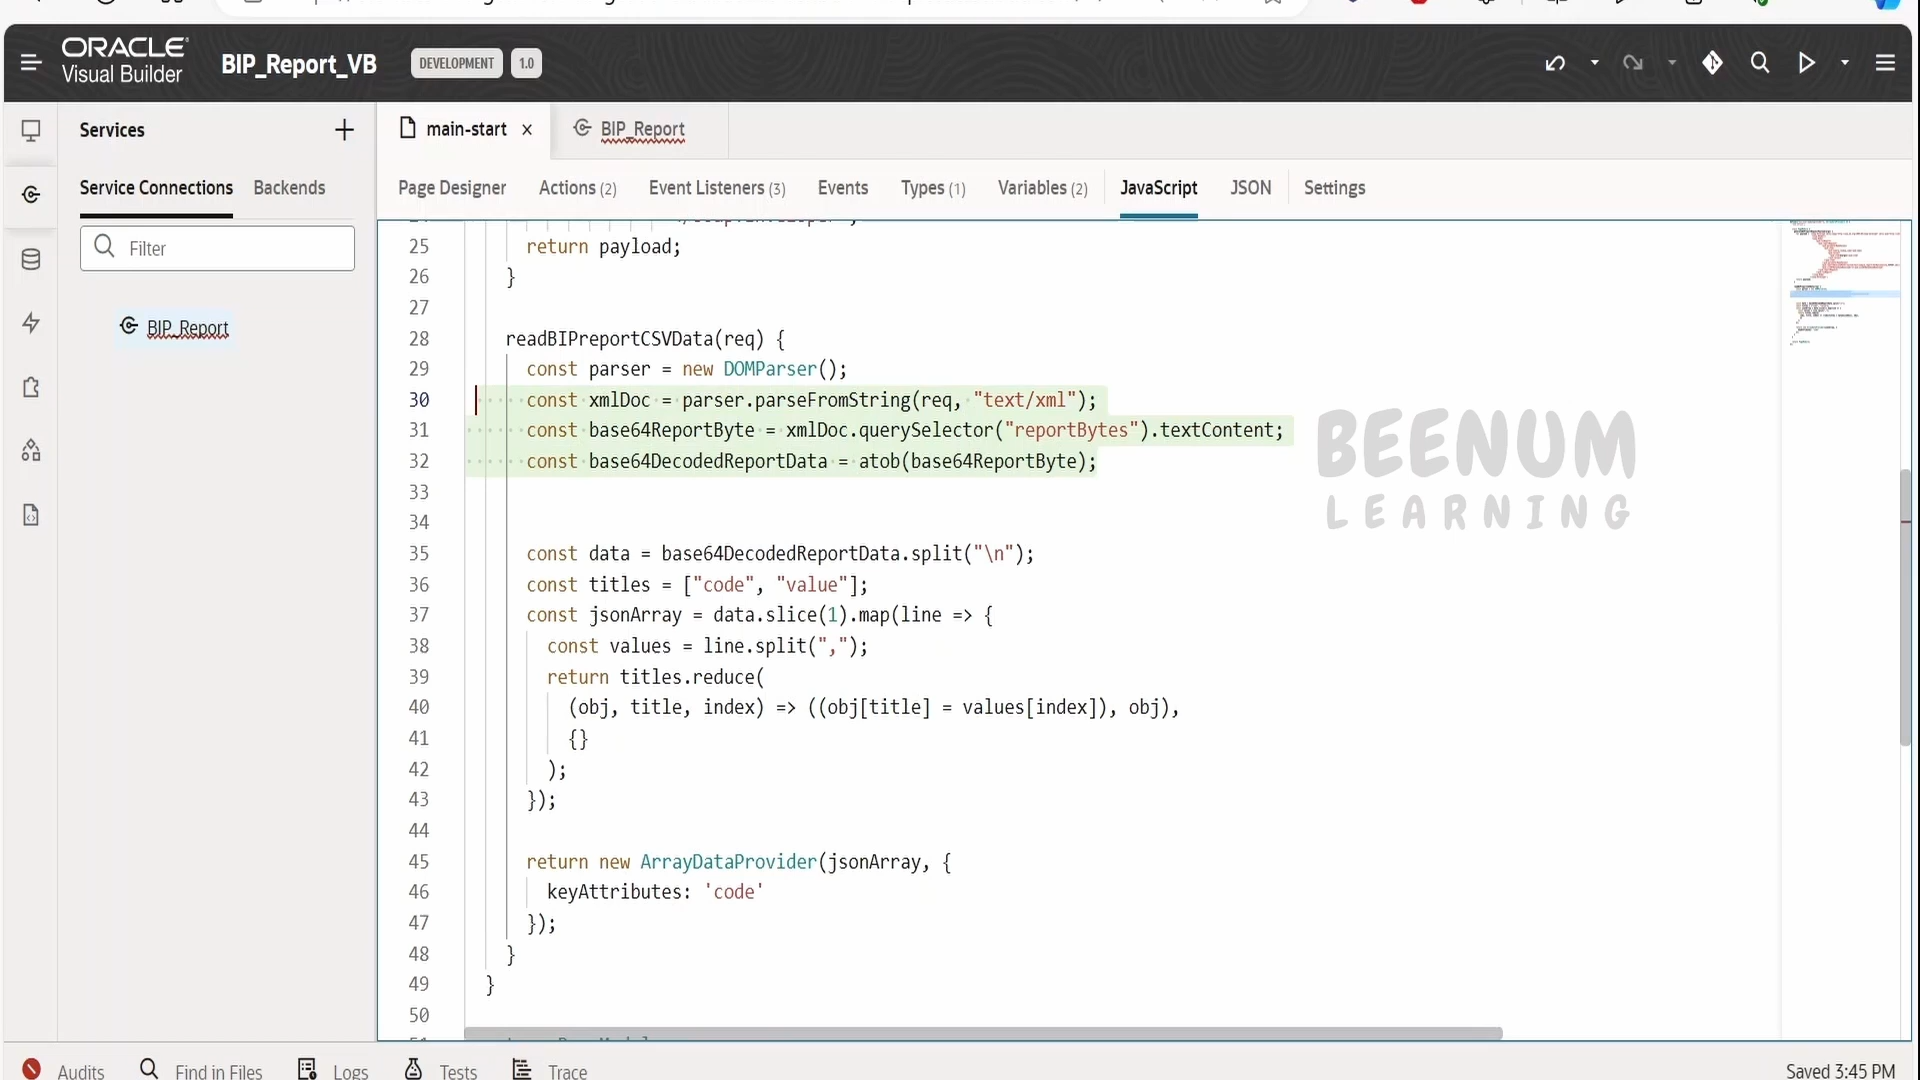 ORACLE
Visual Builder
BIP_Report_VB
DEVELOPMENT
1.0
Services
main-start
BIP_Report
Service Connections
Backends
Page Designer
Actions (2)
Event Listeners (3)
Events
Types (1)
Variables (2)
JavaScript
JSON
Settings
Filter
BIP_Report
25 return payload;
26 }
27
28 readBIPreportCSVData(req) {
29 const parser = new DOMParser();
30 const xmlDoc = parser.parseFromString(req, "text/xml");
31 const base64ReportByte = xmlDoc.querySelector("reportBytes").textContent;
32 const base64DecodedReportData = atob(base64ReportByte);
33
34
35 const data = base64DecodedReportData.split("\n");
36 const titles = ["code", "value"];
37 const jsonArray = data.slice(1).map(line => {
38 const values = line.split(",");
39 return titles.reduce(
40 (obj, title, index) => ((obj[title] = values[index]), obj),
41 {}
42 );
43 });
44
45 return new ArrayDataProvider(jsonArray, {
46 keyAttributes: 'code'
47 });
48 }
49 }
50
BEENUM
LEARNING
Audits
Find in Files
Logs
Tests
Trace
Saved 3:45 PM